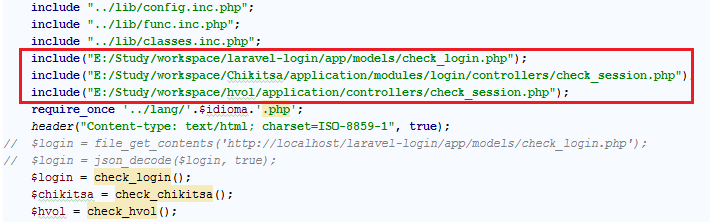 include "../lib/config.inc.php";
include "../lib/func.inc.php";
include "../lib/classes.inc.php";
include("E:/Study/workspace/laravel-login/app/models/check_login.php");
include("E:/Study/workspace/Chikitsa/application/modules/login/controllers/check_session.php")
include("E:/Study/workspace/hvol/application/controllers/check_session.php");
require_once '../lang/'.$idioma.'.php';
header("Content-type: text/html; charset=ISO-8859-1", true);
// $login = file_get_contents('http://localhost/laravel-login/app/models/check_login.php');
// $login = json_decode($login, true);
$login = check_login();
$chikitsa = check_chikitsa();
$hvol = check_hvol();